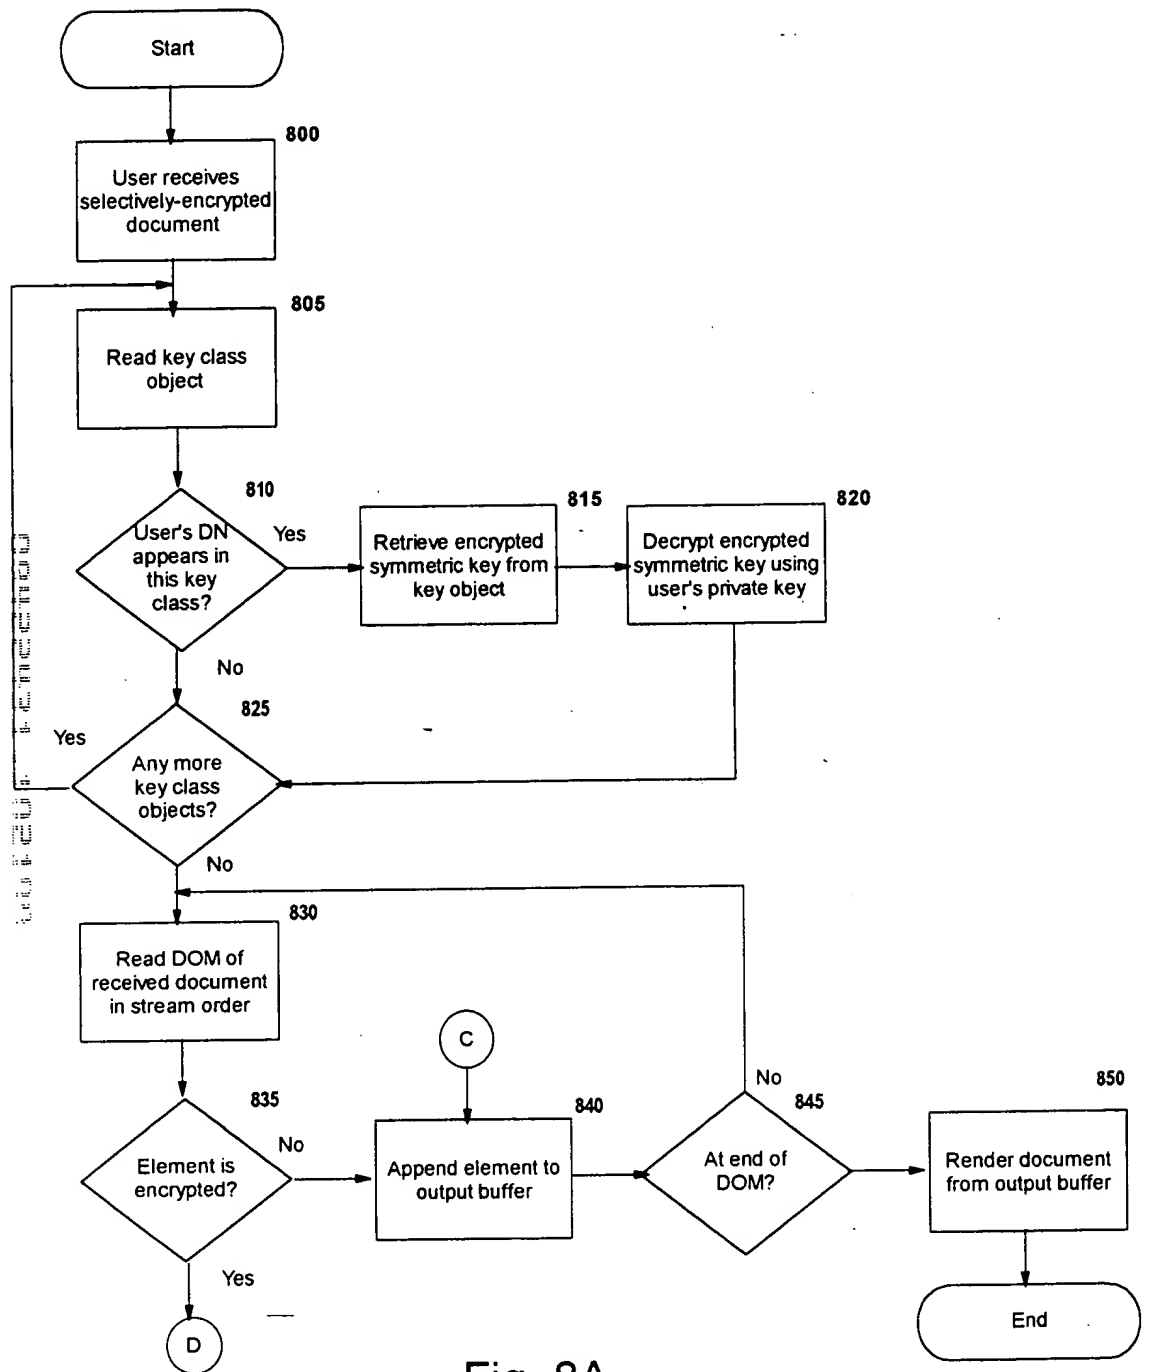 Start
800
User receives
selectively-encrypted
document
805
Read key class
object
810
User's DN
appears in
this key
class?
Yes
815
Retrieve encrypted
symmetric key from
key object
820
Decrypt encrypted
symmetric key using
user's private key
No
825
Yes
Any more
key class
objects?
No
830
Read DOM of
received document
in stream order
C
835
Element is
encrypted?
No
840
Append element to
output buffer
No
845
At end of
DOM?
850
Render document
from output buffer
Yes
D
End
Fig. 8A